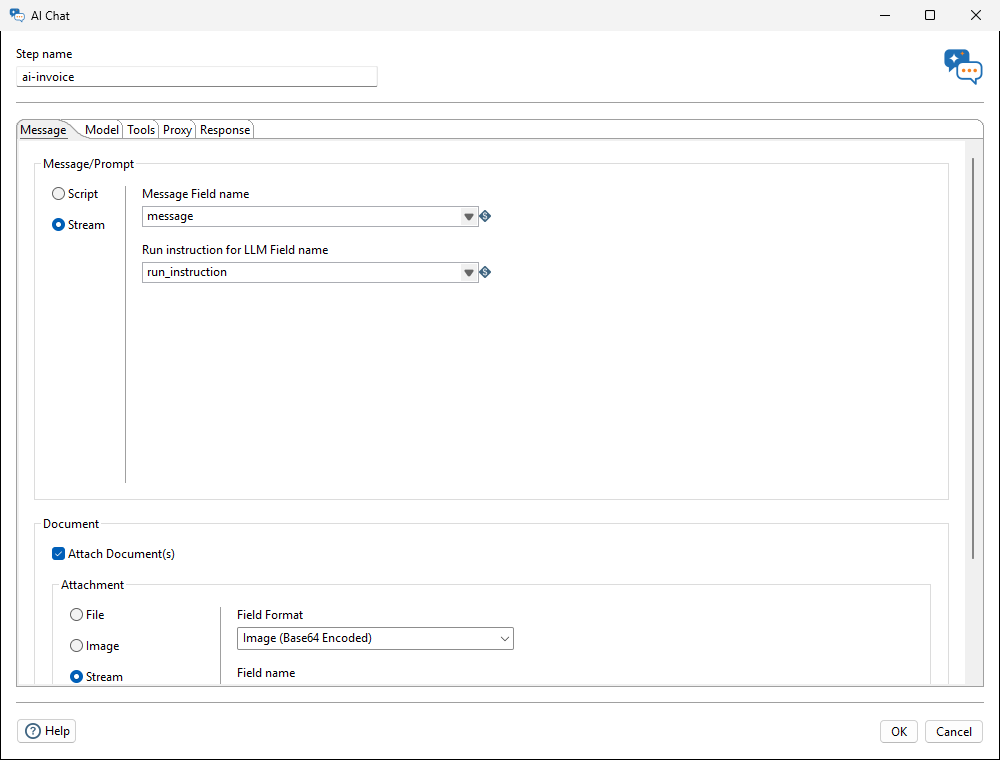 AI Chat
Step name
ai-invoice
Message Model Tools Proxy Response
Message/Prompt
Script
Stream
Message Field name
message
Run instruction for LLM Field name
run_instruction
Document
Attach Document(s)
Attachment
File
Image
Stream
Field Format
Image (Base64 Encoded)
Field name
Help
OK
Cancel